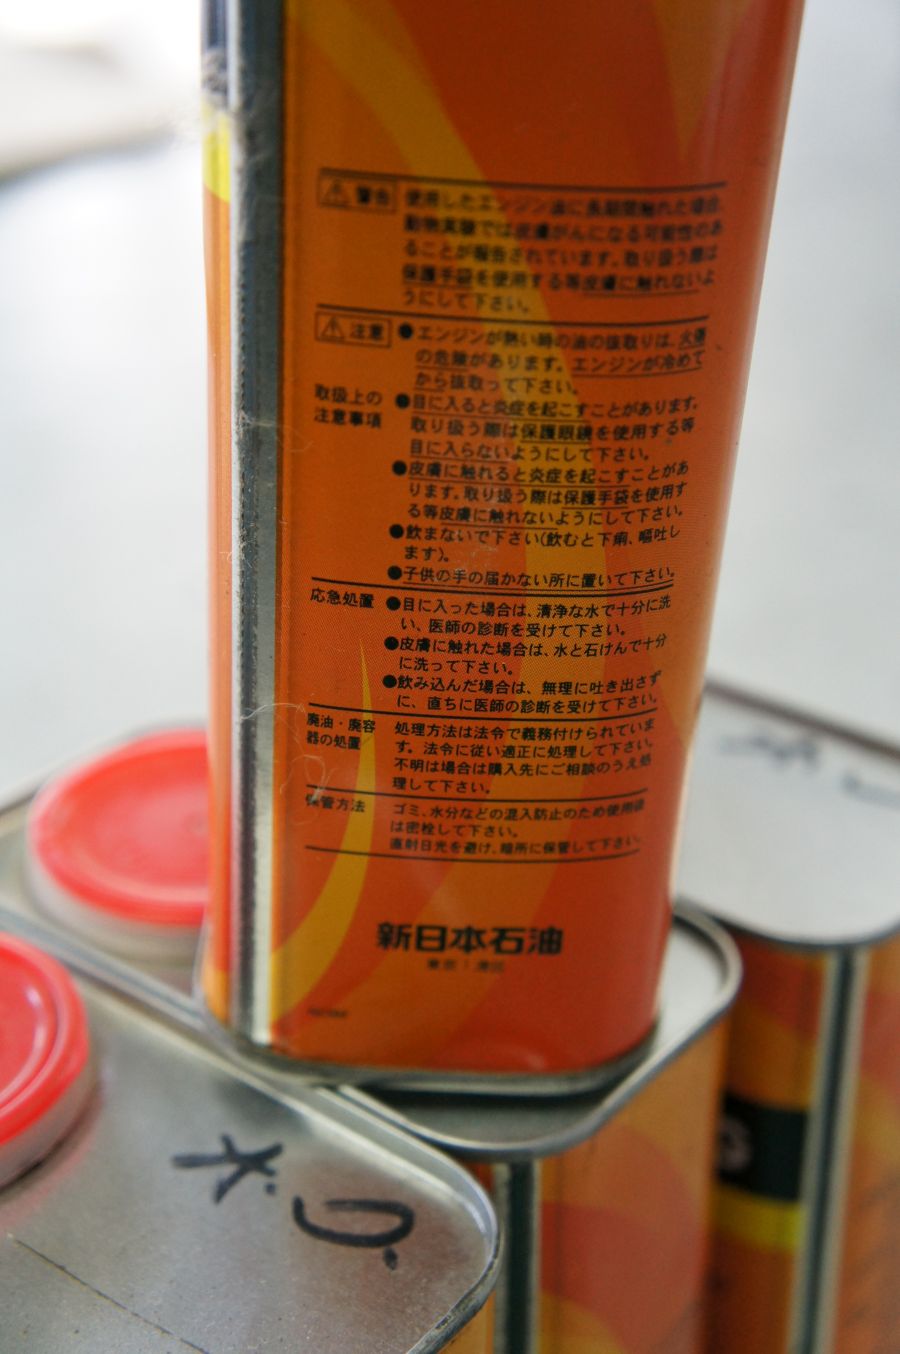 ⚠警告 使用したエンジン油に長期間触れた場合、
動物実験では皮膚がんになる可能性のあ
ることが報告されています。取り扱う際は
保護手袋を使用する等皮膚に触れないよ
うにして下さい。
⚠注意 ●エンジンが熱い時の油の抜取りは、火傷
の危険があります。エンジンが冷めて
から抜取って下さい。
取扱上の
注意事項
●目に入ると炎症を起こすことがあります。
取り扱う際は保護眼鏡を使用する等
目に入らないようにして下さい。
●皮膚に触れると炎症を起こすことがあ
ります。取り扱う際は保護手袋を使用す
る等皮膚に触れないようにして下さい。
●飲まないで下さい(飲むと下痢、嘔吐し
ます)。
●子供の手の届かない所に置いて下さい。
応急処置 ●目に入った場合は、清浄な水で十分に洗
い、医師の診断を受けて下さい。
●皮膚に触れた場合は、水と石けんで十分
に洗って下さい。
●飲み込んだ場合は、無理に吐き出さず
に、直ちに医師の診断を受けて下さい。
廃油・廃容
器の処置
処理方法は法令で義務付けられていま
す。法令に従い適正に処理して下さい。
不明は場合は購入先にご相談のうえ処
理して下さい。
保管方法 ゴミ、水分などの混入防止のため使用後
は密栓して下さい。
直射日光を避け、暗所に保管して下さい。
新日本石油
東京 港区